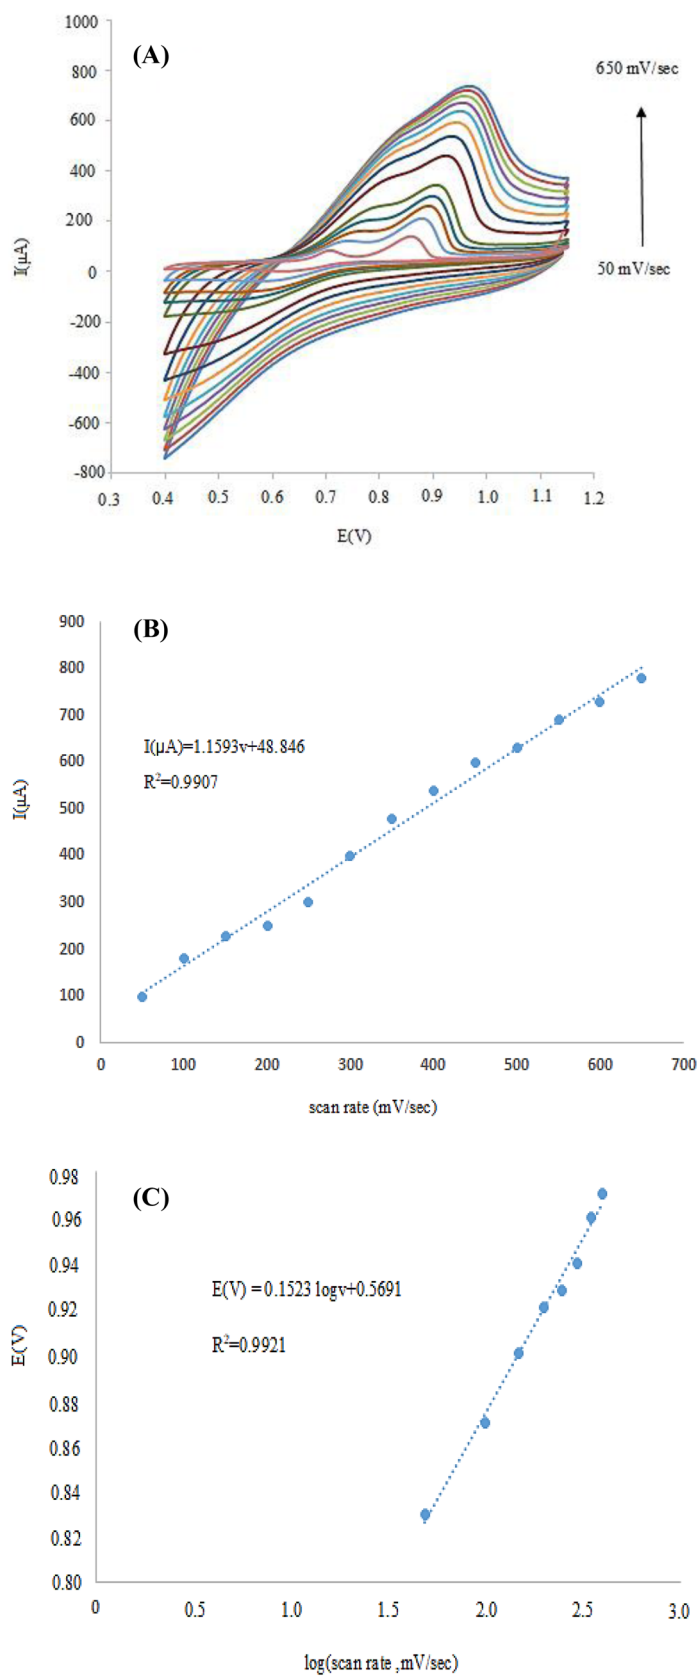 (A)
1000
800
600
400
200
0
-200
-400
-600
-800
I(µA)
0.3 0.4 0.5 0.6 0.7 0.8 0.9 1.0 1.1 1.2
E(V)
650 mV/sec
50 mV/sec
(B)
900
800
700
600
500
400
300
200
100
0
I(µA)
I(µA)=1.1593v+48.846
R²=0.9907
0 100 200 300 400 500 600 700
scan rate (mV/sec)
(C)
0.98
0.96
0.94
0.92
0.90
0.88
0.86
0.84
0.82
0.80
E(V)
E(V) = 0.1523 logv+0.5691
R²=0.9921
0 0.5 1.0 1.5 2.0 2.5 3.0
log(scan rate ,mV/sec)